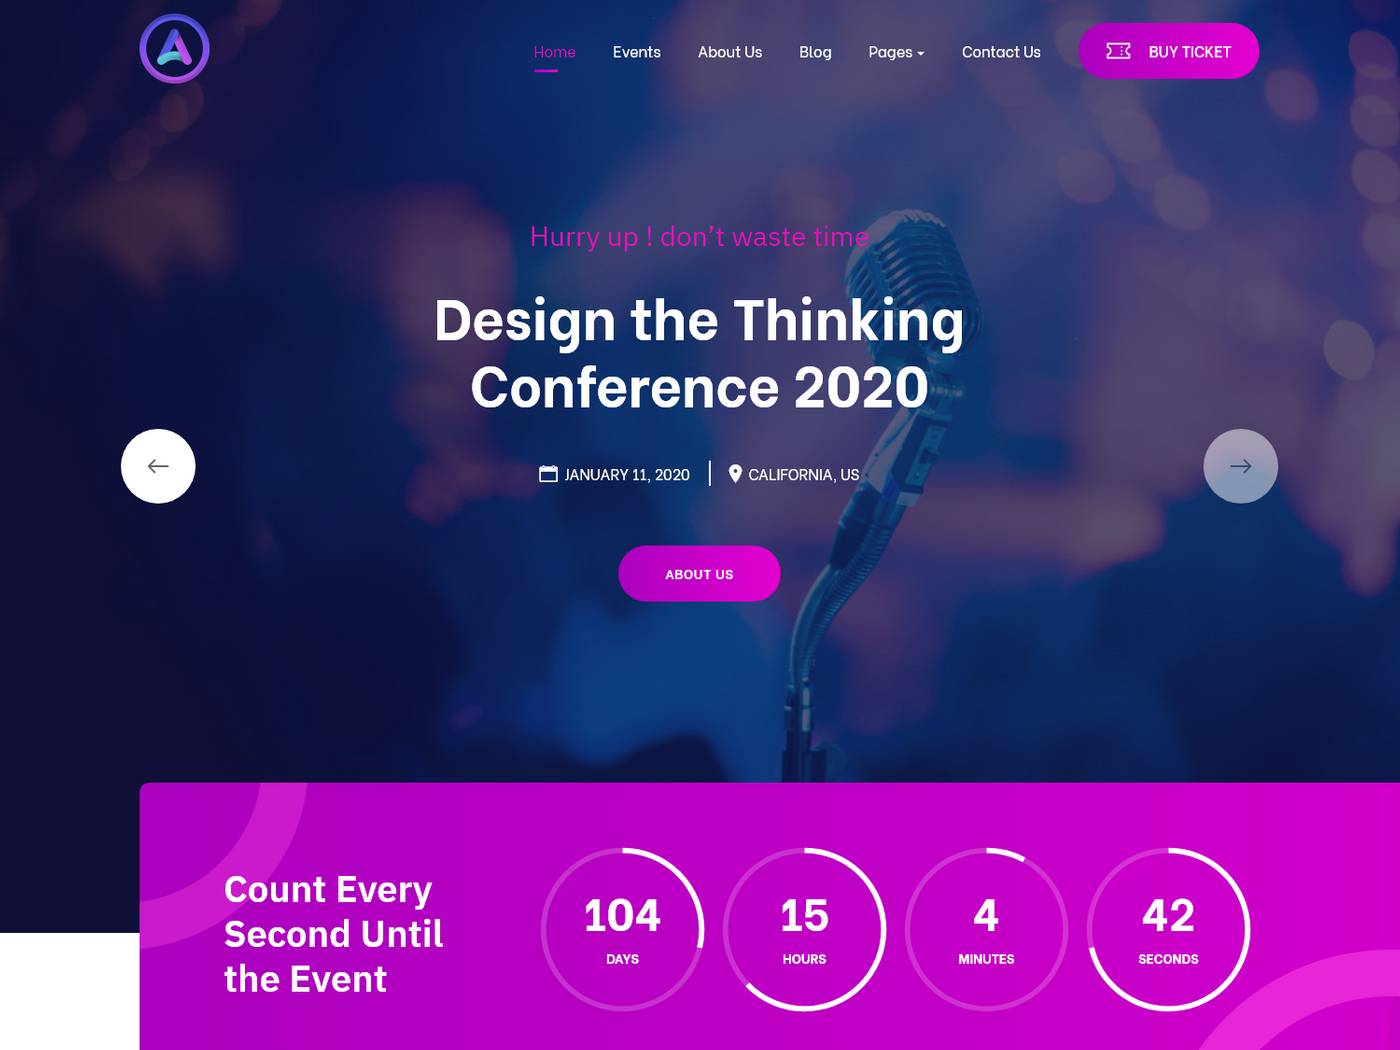 Home Events About Us Blog Pages Contact Us BUY TICKET
Hurry up ! don't waste time
Design the Thinking
Conference 2020
JANUARY 11, 2020 CALIFORNIA, US
ABOUT US
Count Every
Second Until
the Event
104 15 4 42
DAYS HOURS MINUTES SECONDS